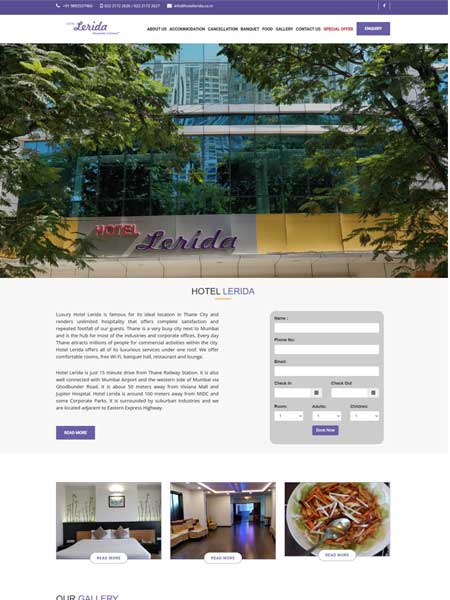 +91 9892537960 022 2172 2636 / 022 2172 2627 info@hotellerida.co.in
HOTEL Lerida
HOME ABOUT US ACCOMMODATION CANCELLATION BANQUET FOOD GALLERY CONTACT US SPECIAL OFFER ENQUIRY
HOTEL Lerida
HOTEL LERIDA
Luxury Hotel Lerida is famous for its ideal location in Thane City and
renders unlimited hospitality that offers complete satisfaction and
repeated footfall of our guests. Thane is a very busy city next to Mumbai
and is the hub for most of the industries and corporate offices. Every day
Thane attracts millions of people for commercial activities within the city.
Hotel Lerida offers all of its luxurious services under one roof. We offer
comfortable rooms, free Wi-Fi, banquet hall, restaurant and lounge.
Hotel Lerida is just 15 minute drive from Thane Railway Station. It is also
well connected with Mumbai Airport and the western side of Mumbai via
Ghodbunder Road. It is about 50 meters away from Viviana Mall and
Jupiter Hospital. Hotel Lerida is around 100 meters away from MIDC and
some Corporate Parks. It is surrounded by suburban industries and we
are located adjacent to Eastern Express Highway.
READ MORE
Name :
Phone No:
Email:
Check In Check Out
Room: Adults: Children:
1 1 1
Book Now
READ MORE READ MORE READ MORE
OUR GALLERY